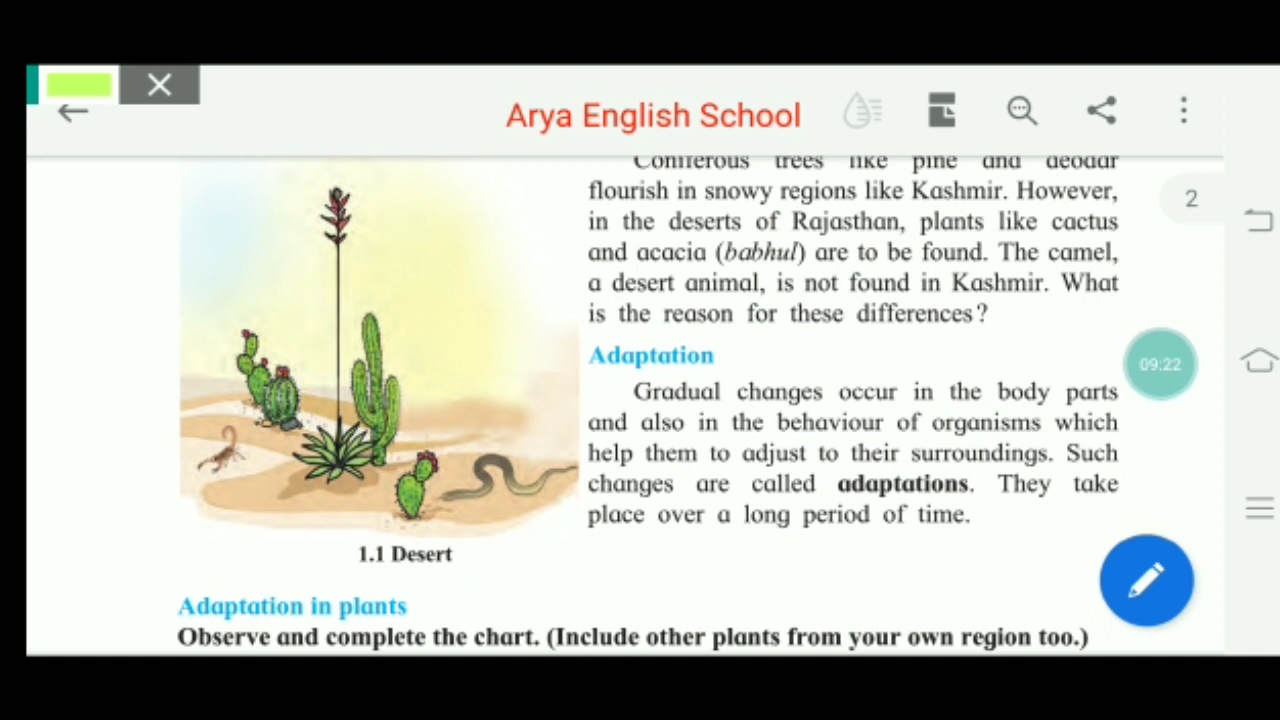 Arya English School
Coniferous trees like pine and deodar
flourish in snowy regions like Kashmir. However,
in the deserts of Rajasthan, plants like cactus
and acacia (babhul) are to be found. The camel,
a desert animal, is not found in Kashmir. What
is the reason for these differences?
2
Adaptation
09:22
Gradual changes occur in the body parts
and also in the behaviour of organisms which
help them to adjust to their surroundings. Such
changes are called adaptations. They take
place over a long period of time.
1.1 Desert
Adaptation in plants
Observe and complete the chart. (Include other plants from your own region too.)